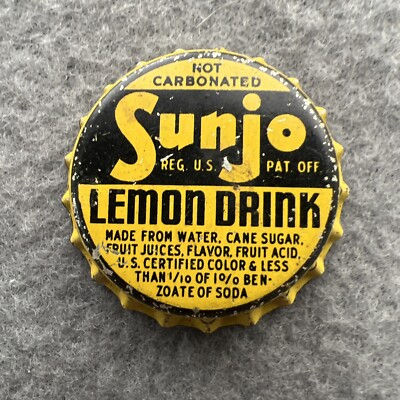 NOT
CARBONATED
Sunjo
REG. U.S. PAT. OFF.
LEMON DRINK
MADE FROM WATER, CANE SUGAR,
FRUIT JUICES, FLAVOR, FRUIT ACID,
U.S. CERTIFIED COLOR & LESS
THAN 1/10 OF 1% BEN-
ZOATE OF SODA